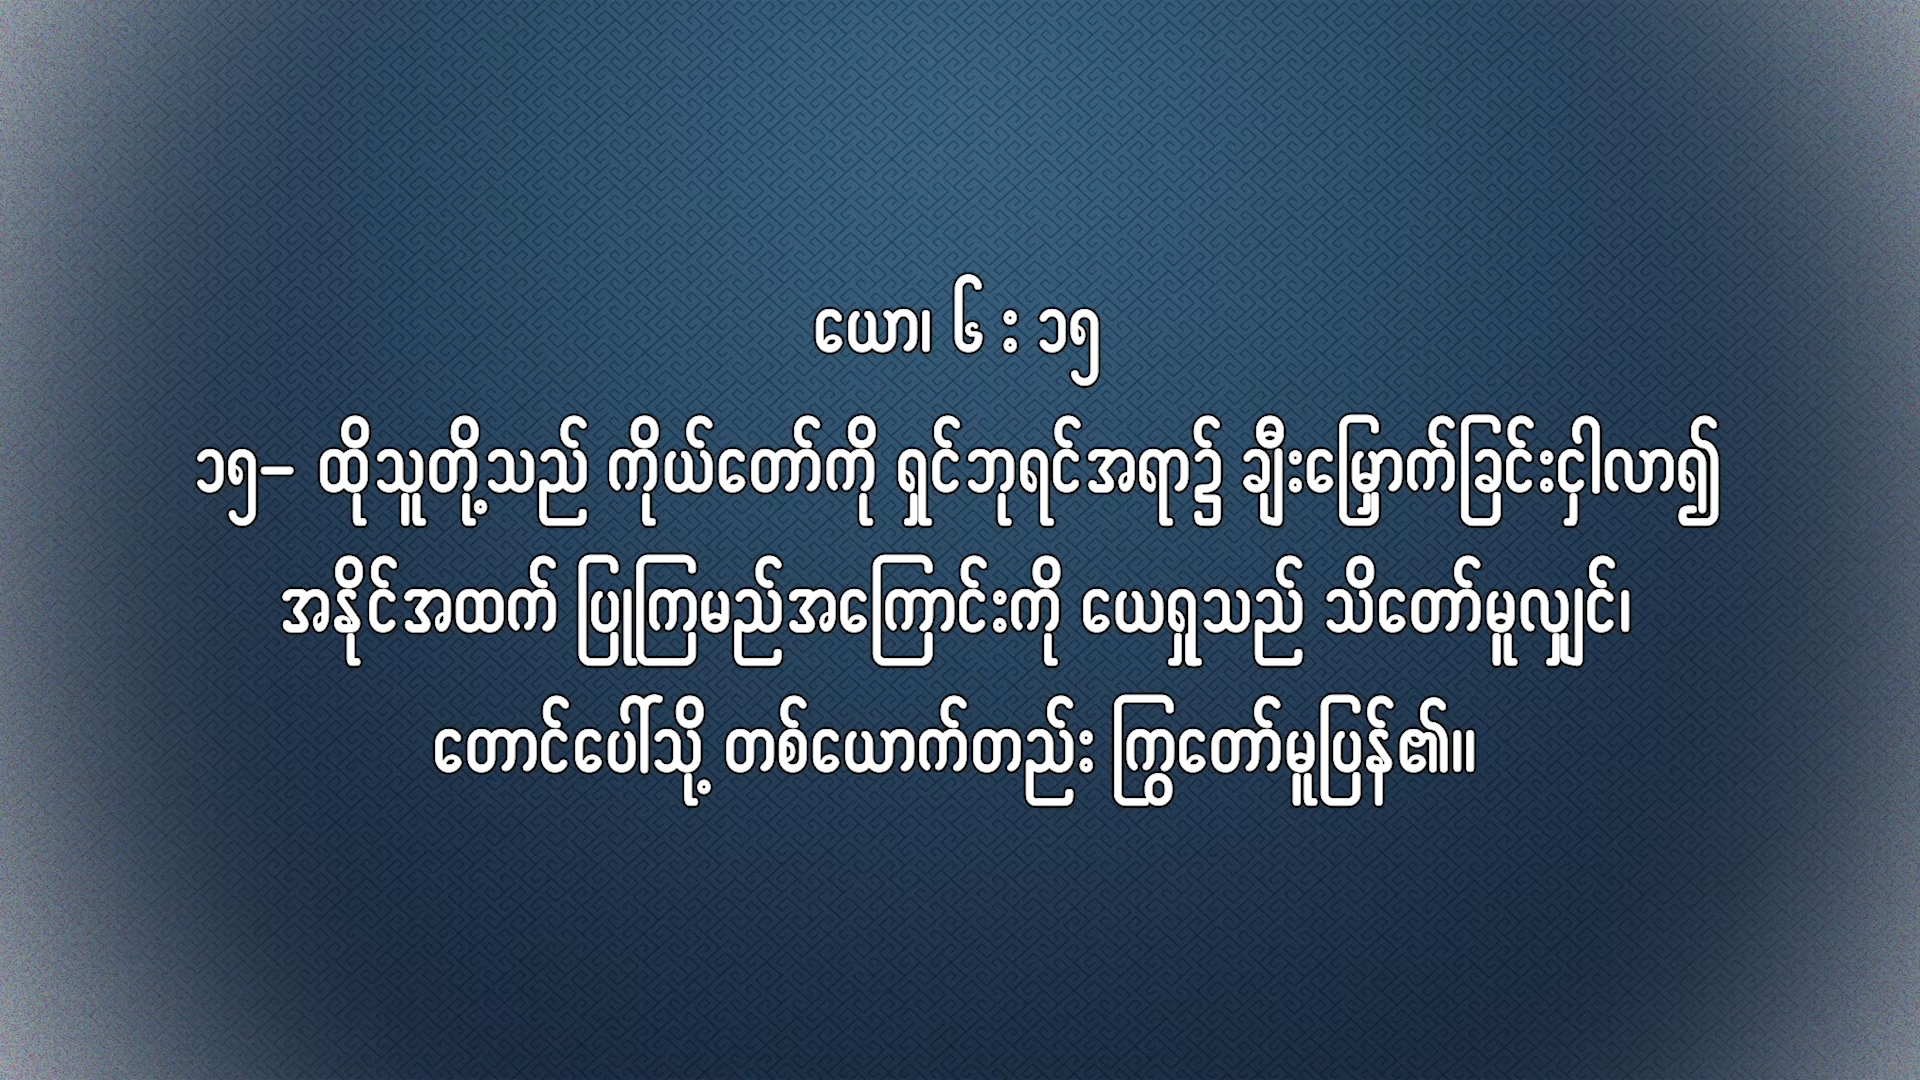 ယော၊ ၆ : ၁၅
၁၅– ထိုသူတို့သည် ကိုယ်တော်ကို ရှင်ဘုရင်အရာ၌ ချီးမြှောက်ခြင်းငှါလာ၍
အနိုင်အထက် ပြုကြမည်အကြောင်းကို ယေရှုသည် သိတော်မူလျှင်၊
တောင်ပေါ်သို့ တစ်ယောက်တည်း ကြွတော်မူပြန်၏။